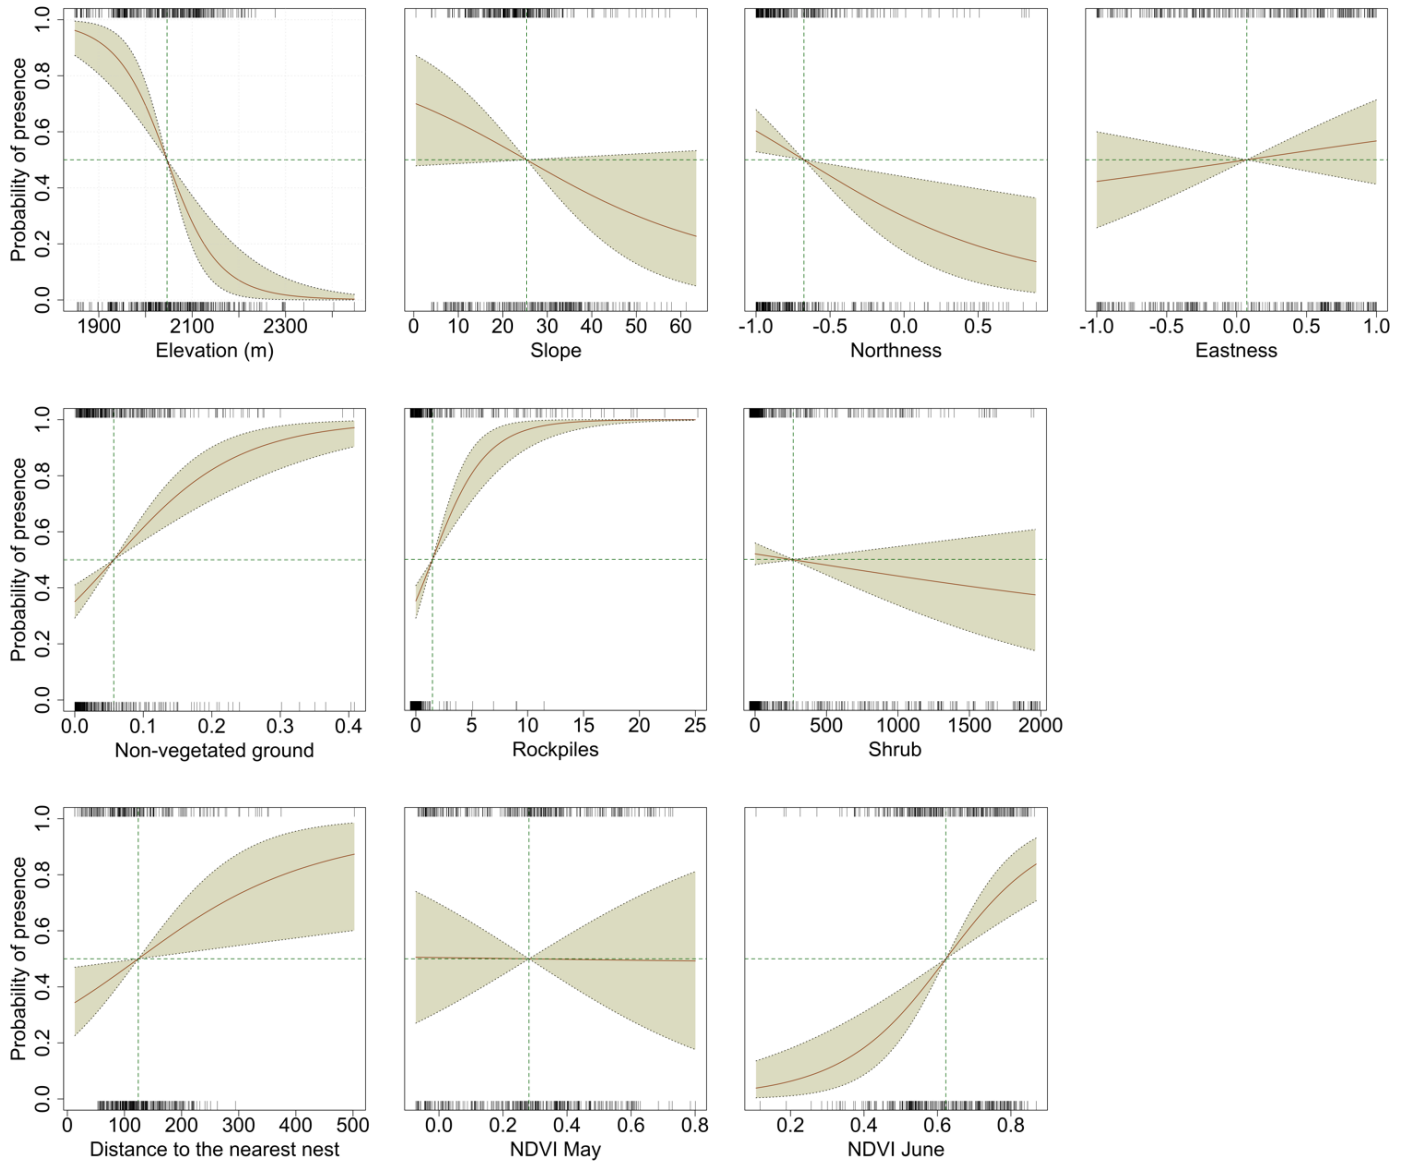 Probability of presence
0.0 0.2 0.4 0.6 0.8 1.0
1900 2100 2300
Elevation (m)
0 10 20 30 40 50 60
Slope
-1.0 -0.5 0.0 0.5
Northness
-1.0 -0.5 0.0 0.5 1.0
Eastness
Probability of presence
0.0 0.2 0.4 0.6 0.8 1.0
0.0 0.1 0.2 0.3 0.4
Non-vegetated ground
0 5 10 15 20 25
Rockpiles
0 500 1000 1500 2000
Shrub
Probability of presence
0.0 0.2 0.4 0.6 0.8 1.0
0 100 200 300 400 500
Distance to the nearest nest
0.0 0.2 0.4 0.6 0.8
NDVI May
0.2 0.4 0.6 0.8
NDVI June